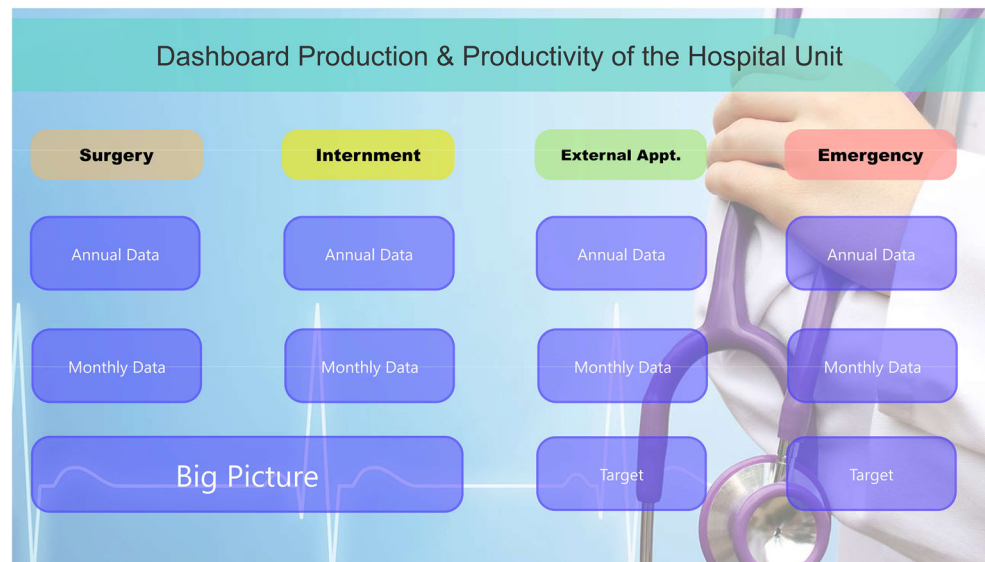 Dashboard Production & Productivity of the Hospital Unit
Surgery
Internment
External Appt.
Emergency
Annual Data
Annual Data
Annual Data
Annual Data
Monthly Data
Monthly Data
Monthly Data
Monthly Data
Big Picture
Target
Target